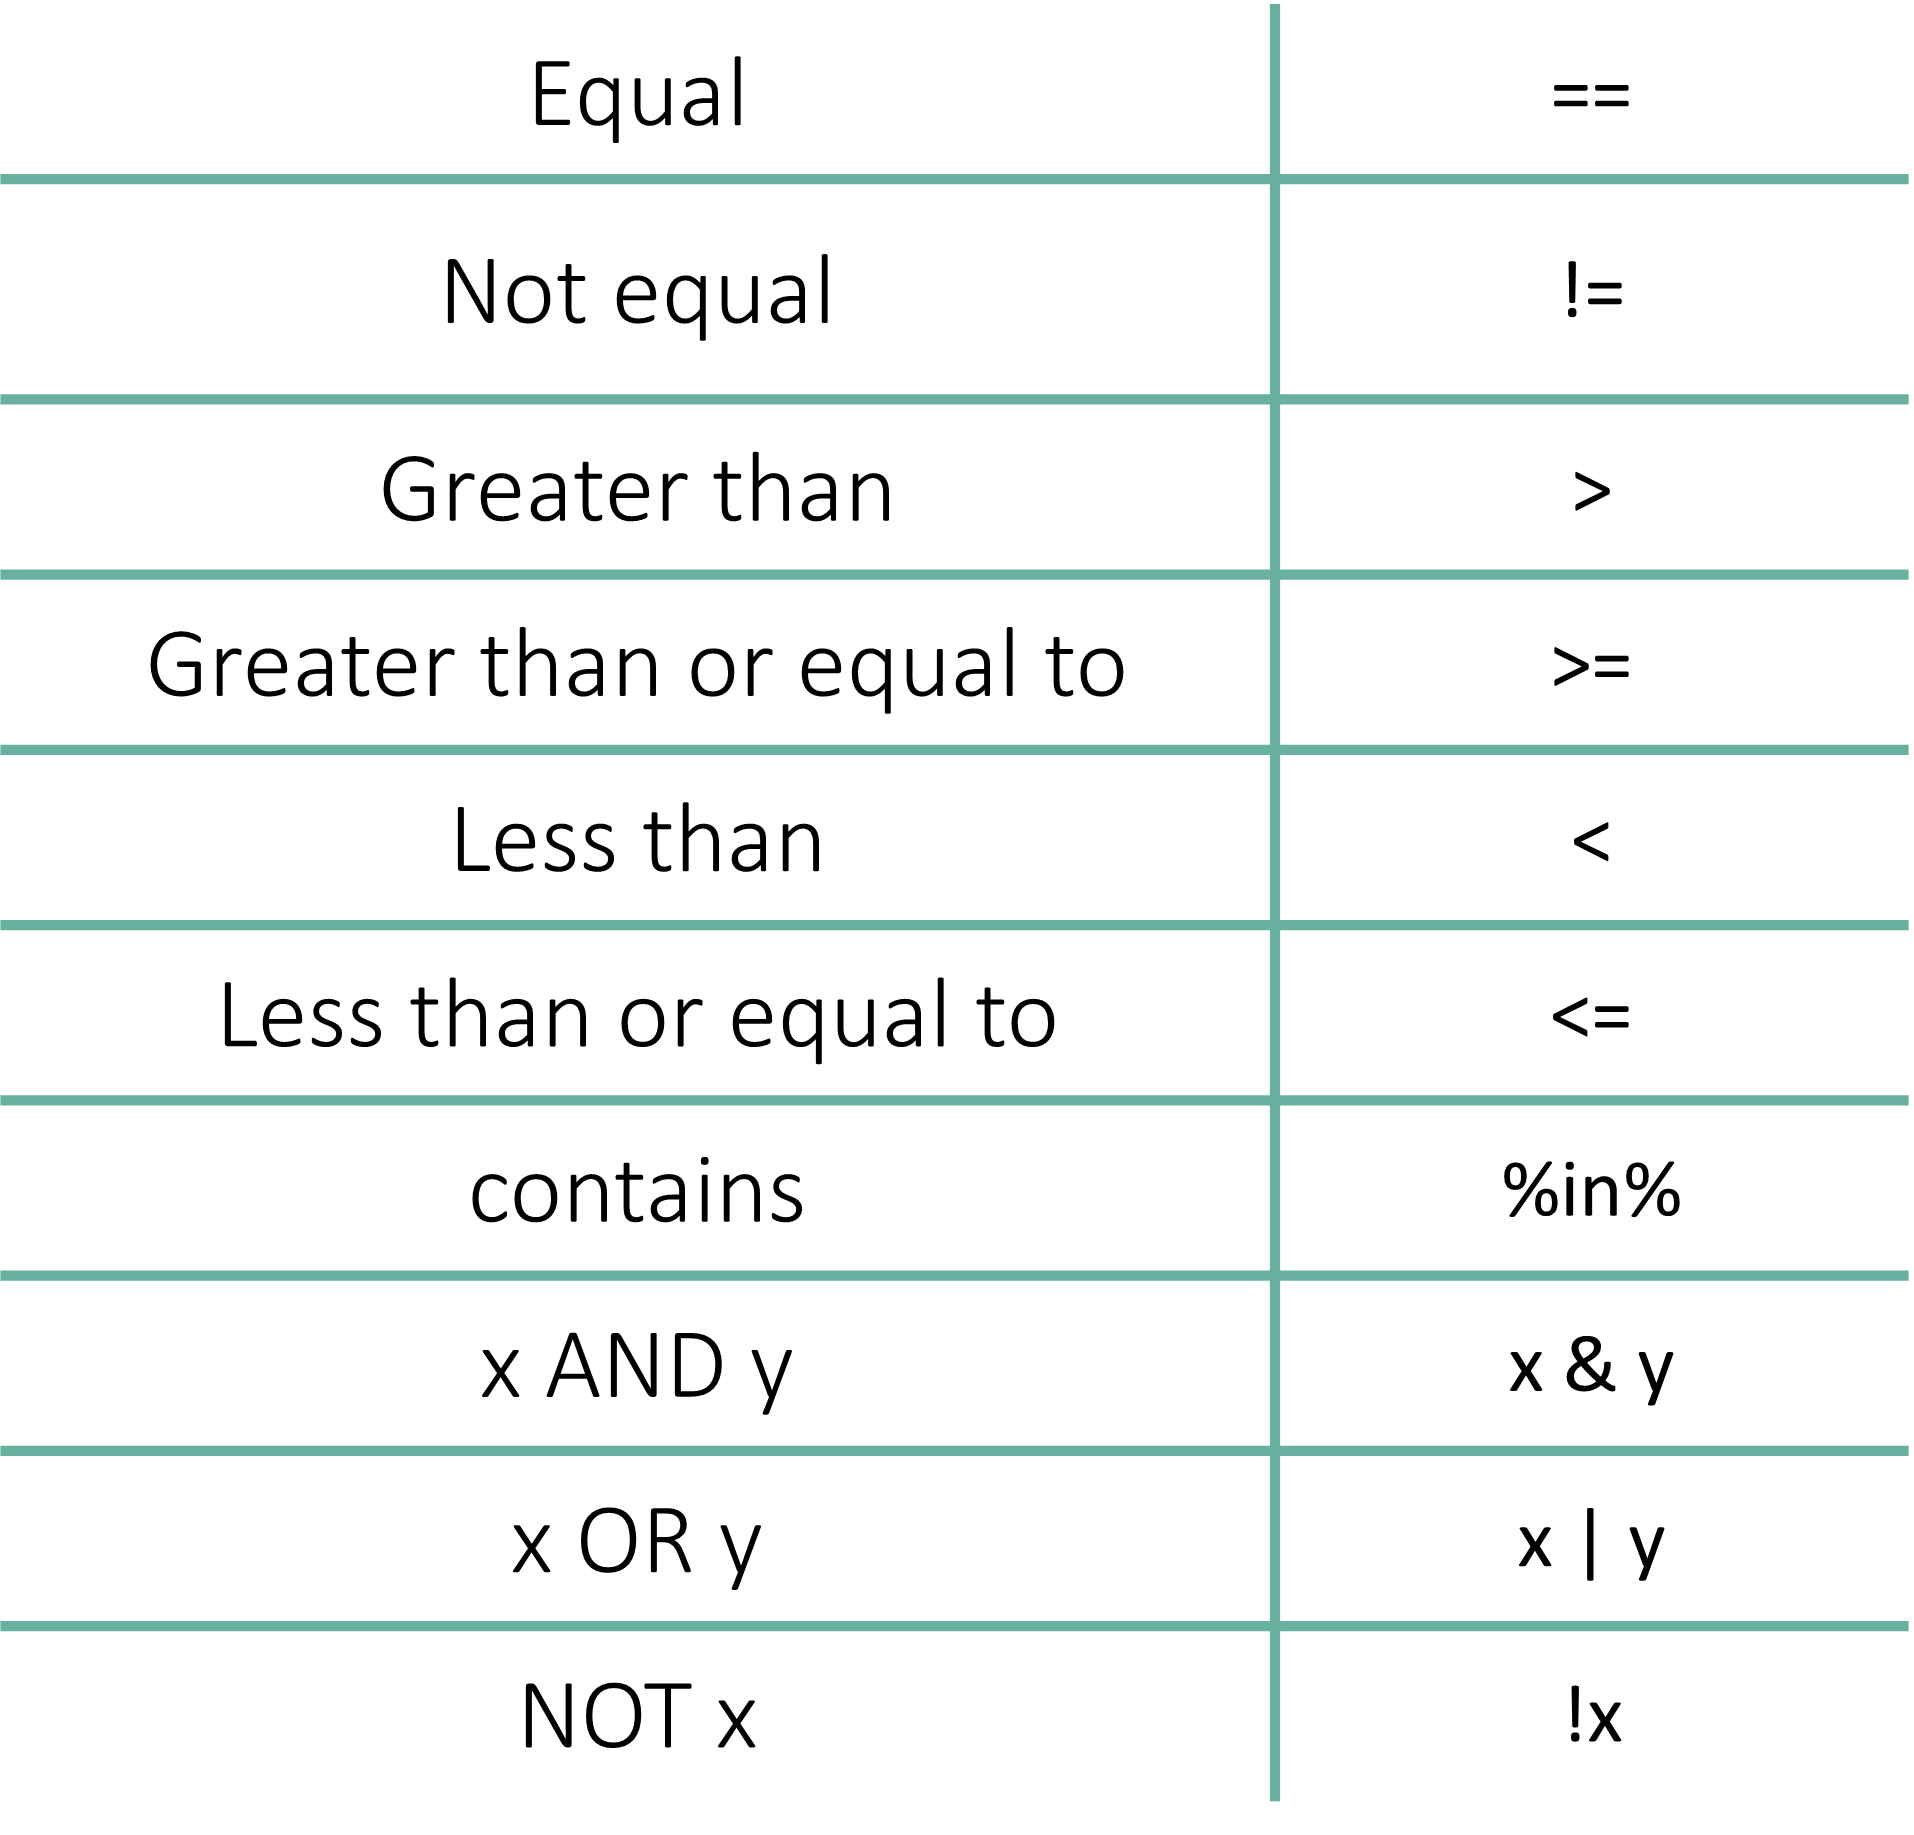 Equal ==
Not equal !=
Greater than >
Greater than or equal to >=
Less than <
Less than or equal to <=
contains %in%
x AND y x & y
x OR y x | y
NOT x !x